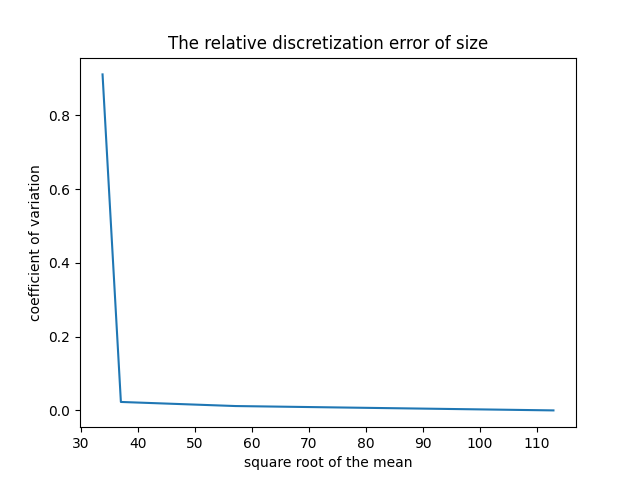 The relative discretization error of size
coefficient of variation
0.8
0.6
0.4
0.2
0.0
30 40 50 60 70 80 90 100 110
square root of the mean